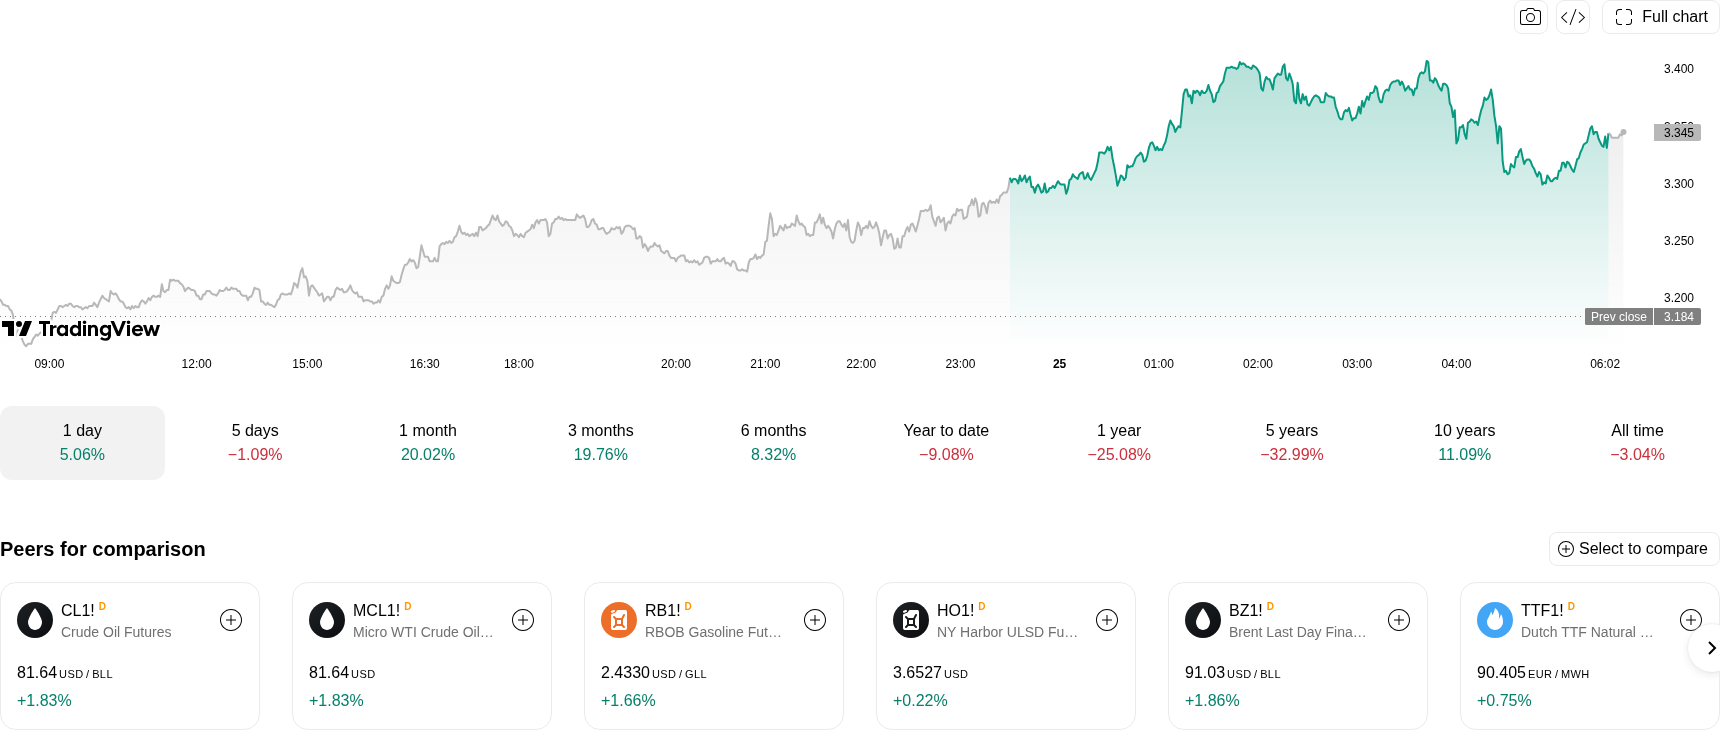 Full chart
3.400
3.345
3.300
3.250
3.200
Prev close 3.184
TradingView
09:00 12:00 15:00 16:30 18:00 20:00 21:00 22:00 23:00 25 01:00 02:00 03:00 04:00 06:02
1 day 5 days 1 month 3 months 6 months Year to date 1 year 5 years 10 years All time
5.06% −1.09% 20.02% 19.76% 8.32% −9.08% −25.08% −32.99% 11.09% −3.04%
Peers for comparison
Select to compare
CL1! D
Crude Oil Futures
81.64 USD / BLL
+1.83%
MCL1! D
Micro WTI Crude Oil…
81.64 USD
+1.83%
RB1! D
RBOB Gasoline Fut…
2.4330 USD / GLL
+1.66%
HO1! D
NY Harbor ULSD Fu…
3.6527 USD
+0.22%
BZ1! D
Brent Last Day Fina…
91.03 USD / BLL
+1.86%
TTF1! D
Dutch TTF Natural …
90.405 EUR / MWH
+0.75%